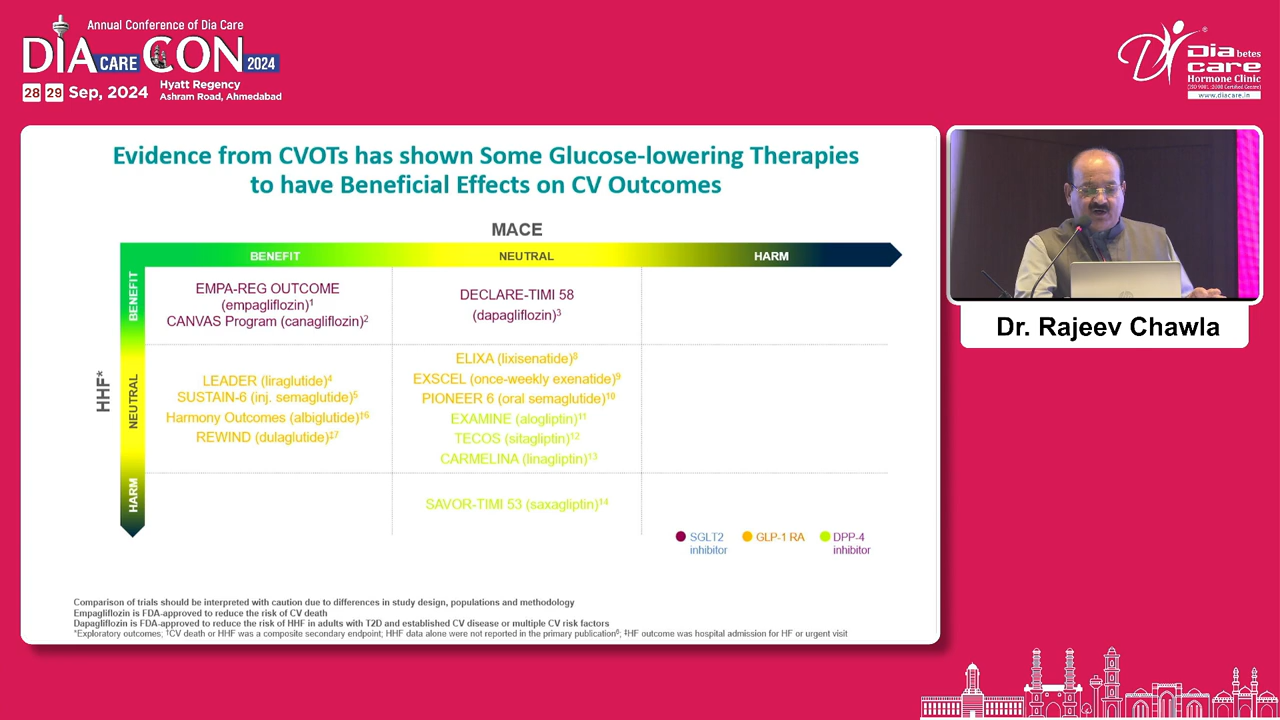 Annual Conference of Dia Care
DIA CARE CON 2024
28 29 Sep, 2024
Hyatt Regency
Ashram Road, Ahmedabad
Diabetes
care
Hormone Clinic
(ISO 9001:2008 Certified Centre)
www.diacare.in
Evidence from CVOTs has shown Some Glucose-lowering Therapies
to have Beneficial Effects on CV Outcomes
MACE
BENEFIT NEUTRAL HARM
HHF*
BENEFIT
EMPA-REG OUTCOME
(empagliflozin)¹
CANVAS Program (canagliflozin)²
DECLARE-TIMI 58
(dapagliflozin)³
NEUTRAL
LEADER (liraglutide)⁴
SUSTAIN-6 (inj. semaglutide)⁵
Harmony Outcomes (albiglutide)†⁶
REWIND (dulaglutide)‡⁷
ELIXA (lixisenatide)⁸
EXSCEL (once-weekly exenatide)⁹
PIONEER 6 (oral semaglutide)¹⁰
EXAMINE (alogliptin)¹¹
TECOS (sitagliptin)¹²
CARMELINA (linagliptin)¹³
HARM
SAVOR-TIMI 53 (saxagliptin)¹⁴
SGLT2
inhibitor
GLP-1 RA
DPP-4
inhibitor
Comparison of trials should be interpreted with caution due to differences in study design, populations and methodology
Empagliflozin is FDA-approved to reduce the risk of CV death
Dapagliflozin is FDA-approved to reduce the risk of HHF in adults with T2D and established CV disease or multiple CV risk factors
*Exploratory outcomes; †CV death or HHF was a composite secondary endpoint; HHF data alone were not reported in the primary publication⁶; ‡HF outcome was hospital admission for HF or urgent visit
Dr. Rajeev Chawla